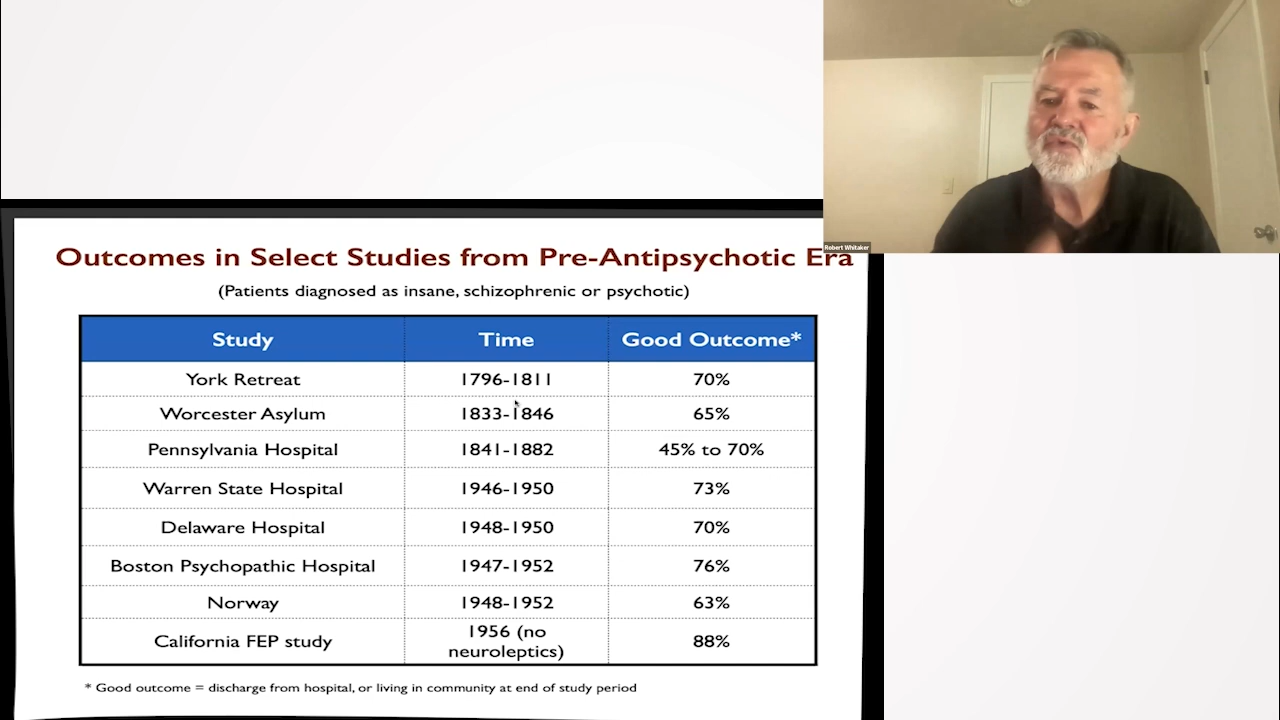 Robert Whitaker
Outcomes in Select Studies from Pre-Antipsychotic Era
(Patients diagnosed as insane, schizophrenic or psychotic)
Study Time Good Outcome*
York Retreat 1796-1811 70%
Worcester Asylum 1833-1846 65%
Pennsylvania Hospital 1841-1882 45% to 70%
Warren State Hospital 1946-1950 73%
Delaware Hospital 1948-1950 70%
Boston Psychopathic Hospital 1947-1952 76%
Norway 1948-1952 63%
California FEP study 1956 (no neuroleptics) 88%
* Good outcome = discharge from hospital, or living in community at end of study period